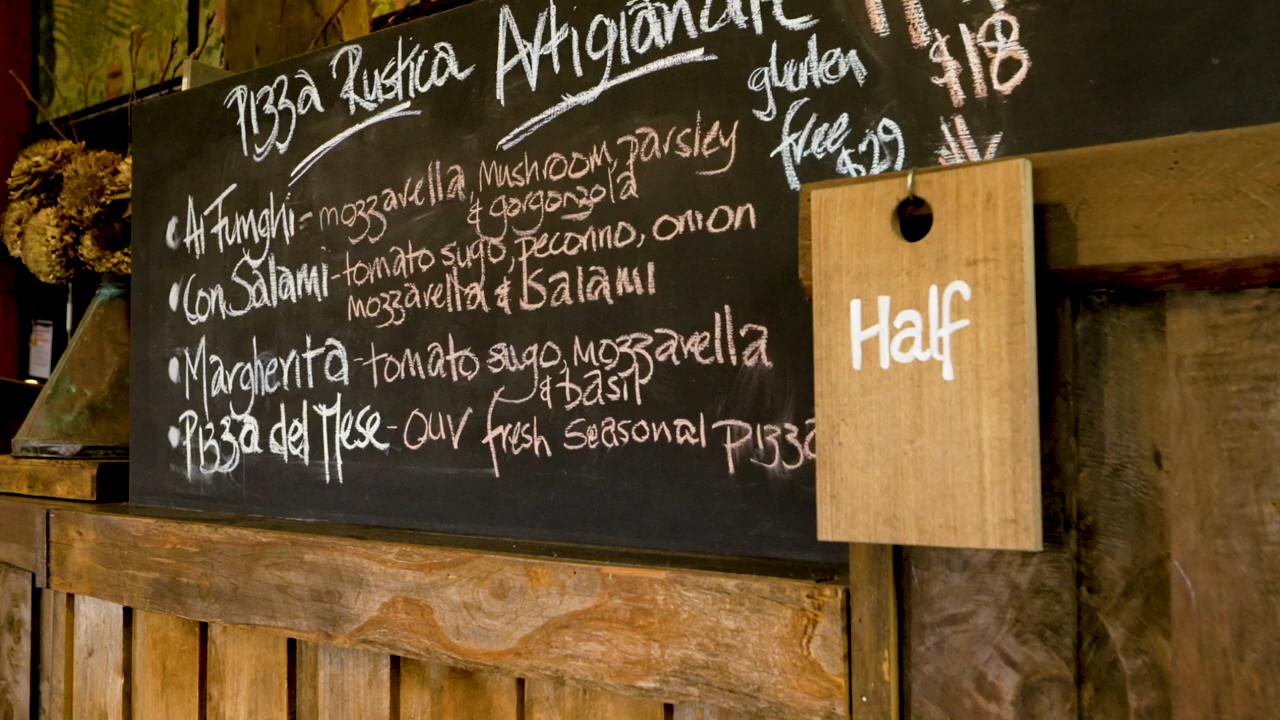 Pizza Rustica Artigianale
gluten
free $29
$18
• Ai Funghi - mozzarella, mushroom, parsley
& gorgonzola
• Con Salami - tomato sugo, pecorino, onion
mozzarella & salami
• Margherita - tomato sugo, mozzarella
& basil
• Pizza del Mese - our fresh seasonal pizza
Half